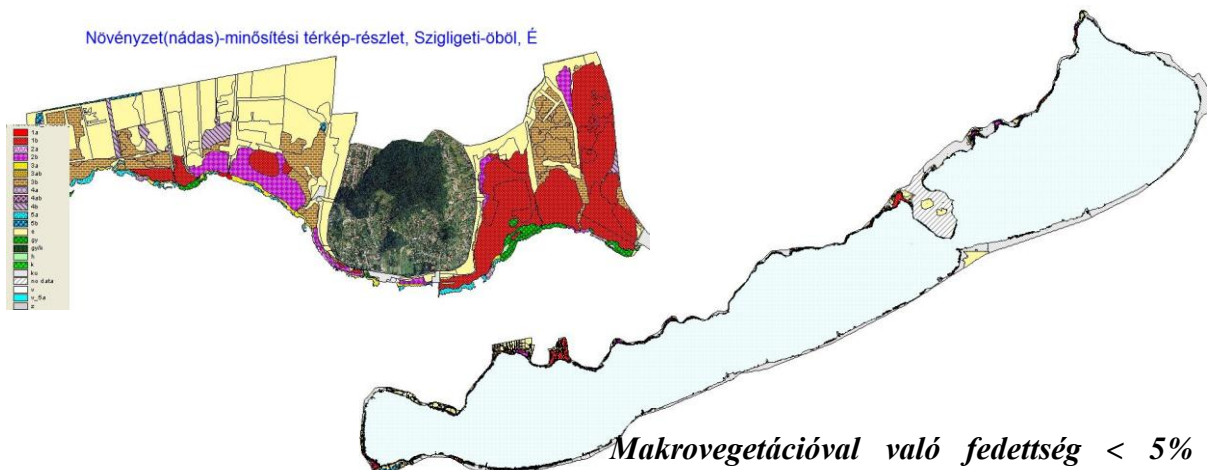 Növényzet(nádas)-minősítési térkép-részlet, Szigligeti-öböl, É
1a
1b
2a
2b
3a
3ab
3b
4a
4ab
4b
5a
5b
e
gy
gy/k
h
k
ku
no data
v
z
Makrovegetációval való fedettség < 5%